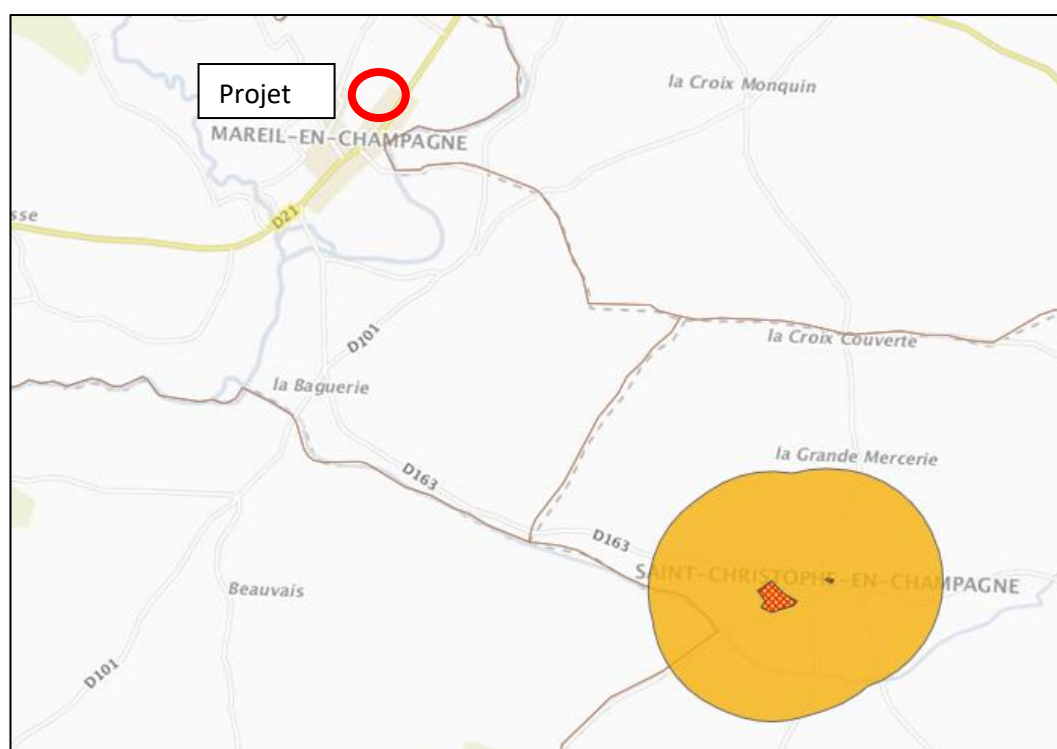 la Croix Monquin
Projet
MAREIL-EN-CHAMPAGNE
sse
D21
D101
la Croix Couverte
la Baguerie
la Grande Mercerie
D163
D163
SAINT-CHRISTOPHE-EN-CHAMPAGNE
Beauvais
D101